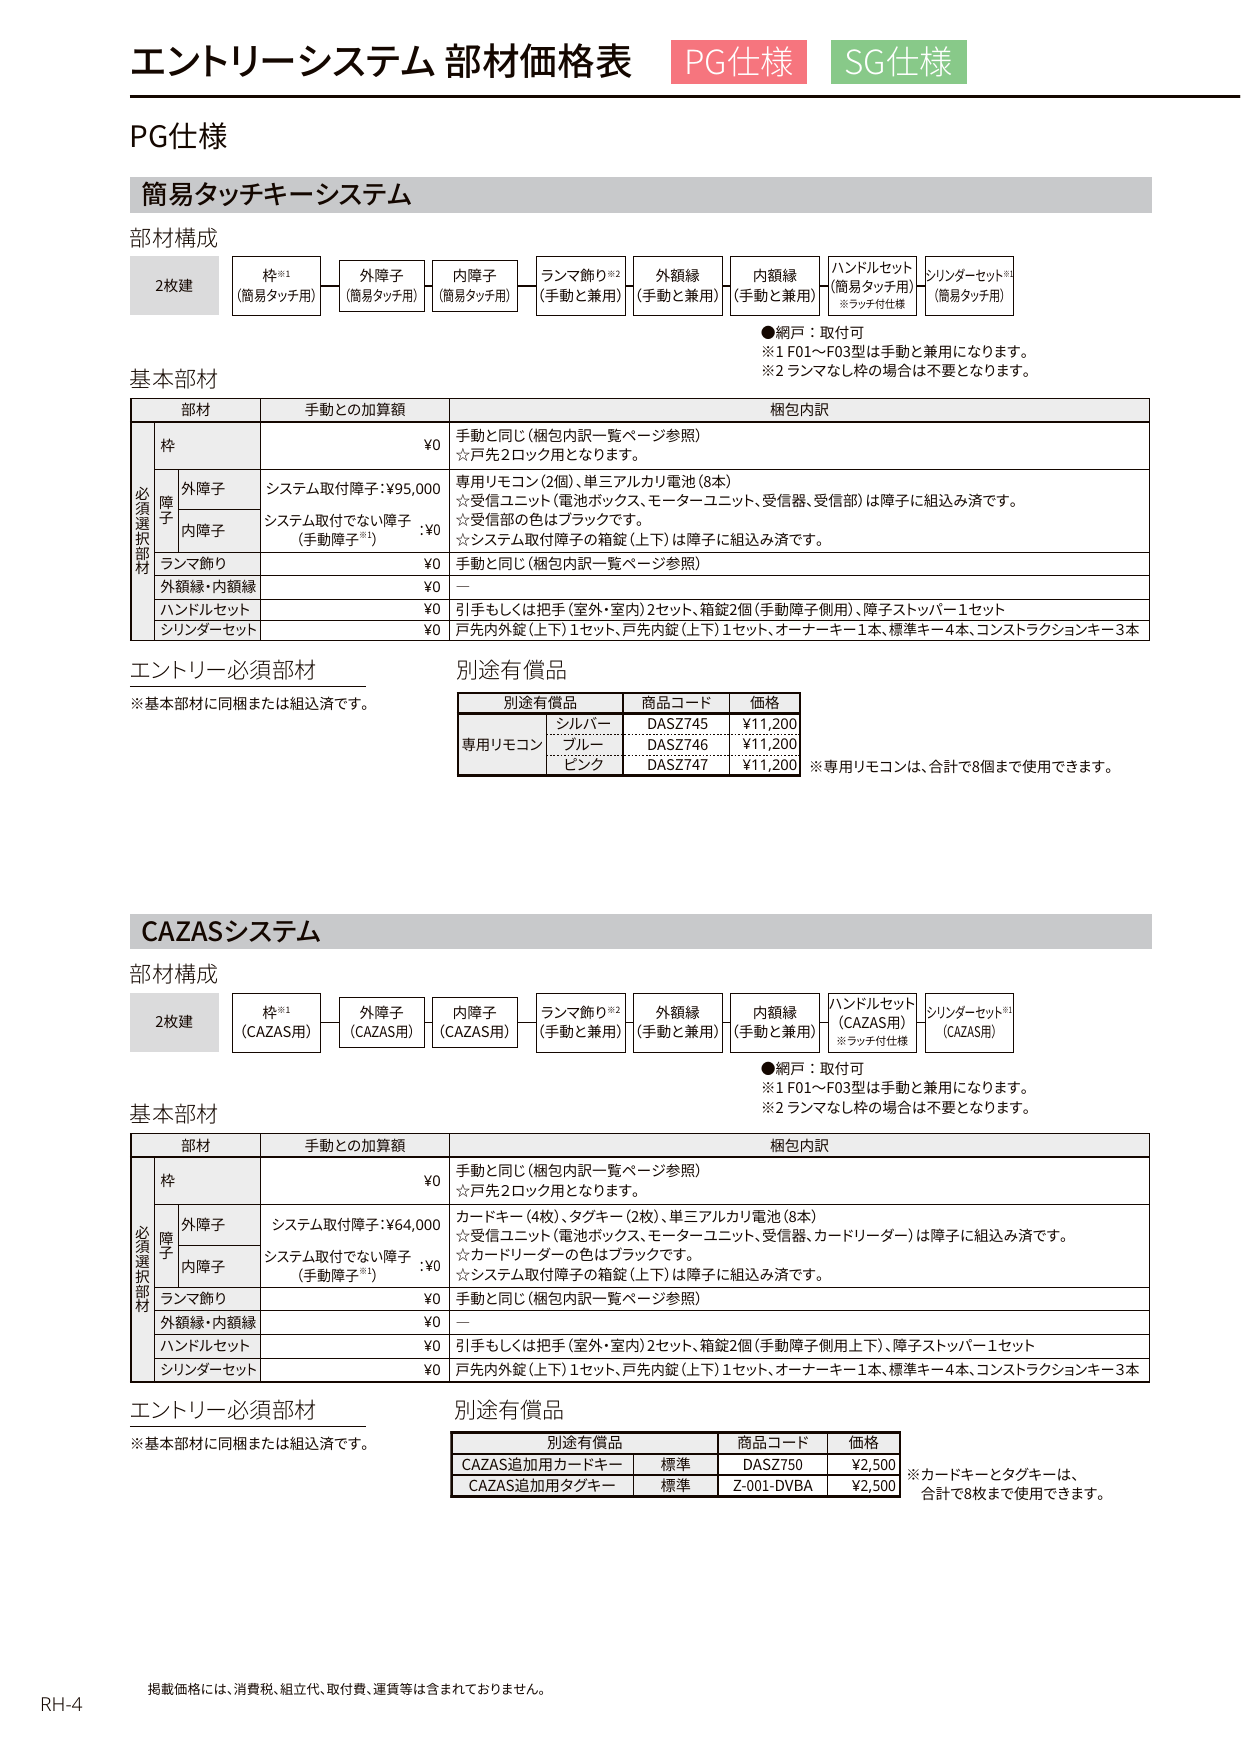 エントリーシステム 部材価格表 PG仕様 SG仕様
PG仕様
簡易タッチキーシステム
部材構成
2枚建
枠※1
(簡易タッチ用)
外障子
(簡易タッチ用)
内障子
(簡易タッチ用)
ランマ飾り※2
(手動と兼用)
外額縁
(手動と兼用)
内額縁
(手動と兼用)
ハンドルセット
(簡易タッチ用)
※ラッチ付仕様
シリンダーセット※1
(簡易タッチ用)
●網戸：取付可
※1 F01～F03型は手動と兼用になります。
※2 ランマなし枠の場合は不要となります。
基本部材
部材 手動との加算額 梱包内訳
必須選択部材
枠 ¥0 手動と同じ(梱包内訳一覧ページ参照)
☆戸先2ロック用となります。
障子
外障子 システム取付障子:¥95,000
内障子 システム取付でない障子
(手動障子※1) :¥0
専用リモコン(2個)、単三アルカリ電池(8本)
☆受信ユニット(電池ボックス、モーターユニット、受信器、受信部)は障子に組込み済です。
☆受信部の色はブラックです。
☆システム取付障子の箱錠(上下)は障子に組込み済です。
ランマ飾り ¥0 手動と同じ(梱包内訳一覧ページ参照)
外額縁・内額縁 ¥0 —
ハンドルセット ¥0 引手もしくは把手(室外・室内)2セット、箱錠2個(手動障子側用)、障子ストッパー1セット
シリンダーセット ¥0 戸先内外錠(上下)1セット、戸先内錠(上下)1セット、オーナーキー1本、標準キー4本、コンストラクションキー3本
エントリー必須部材
※基本部材に同梱または組込済です。
別途有償品
別途有償品 商品コード 価格
専用リモコン
シルバー DASZ745 ¥11,200
ブルー DASZ746 ¥11,200
ピンク DASZ747 ¥11,200
※専用リモコンは、合計で8個まで使用できます。
CAZASシステム
部材構成
2枚建
枠※1
(CAZAS用)
外障子
(CAZAS用)
内障子
(CAZAS用)
ランマ飾り※2
(手動と兼用)
外額縁
(手動と兼用)
内額縁
(手動と兼用)
ハンドルセット
(CAZAS用)
※ラッチ付仕様
シリンダーセット※1
(CAZAS用)
●網戸：取付可
※1 F01～F03型は手動と兼用になります。
※2 ランマなし枠の場合は不要となります。
基本部材
部材 手動との加算額 梱包内訳
必須選択部材
枠 ¥0 手動と同じ(梱包内訳一覧ページ参照)
☆戸先2ロック用となります。
障子
外障子 システム取付障子:¥64,000
内障子 システム取付でない障子
(手動障子※1) :¥0
カードキー(4枚)、タグキー(2枚)、単三アルカリ電池(8本)
☆受信ユニット(電池ボックス、モーターユニット、受信器、カードリーダー)は障子に組込み済です。
☆カードリーダーの色はブラックです。
☆システム取付障子の箱錠(上下)は障子に組込み済です。
ランマ飾り ¥0 手動と同じ(梱包内訳一覧ページ参照)
外額縁・内額縁 ¥0 —
ハンドルセット ¥0 引手もしくは把手(室外・室内)2セット、箱錠2個(手動障子側用上下)、障子ストッパー1セット
シリンダーセット ¥0 戸先内外錠(上下)1セット、戸先内錠(上下)1セット、オーナーキー1本、標準キー4本、コンストラクションキー3本
エントリー必須部材
※基本部材に同梱または組込済です。
別途有償品
別途有償品 商品コード 価格
CAZAS追加用カードキー 標準 DASZ750 ¥2,500
CAZAS追加用タグキー 標準 Z-001-DVBA ¥2,500
※カードキーとタグキーは、
合計で8枚まで使用できます。
掲載価格には、消費税、組立代、取付費、運賃等は含まれておりません。
RH-4